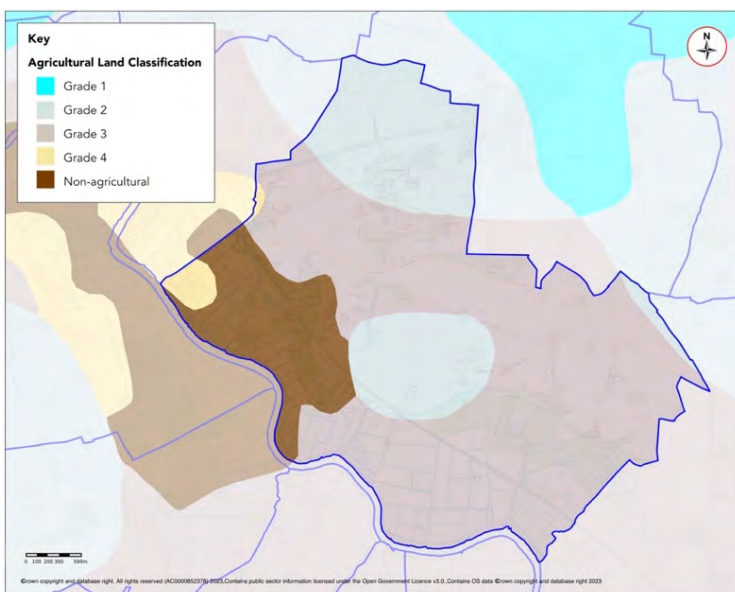 Key
Agricultural Land Classification
Grade 1
Grade 2
Grade 3
Grade 4
Non-agricultural
N
0 100 200 300 500m
©rown copyright and database right. All rights reserved (AC0000852378) 2023,Contains public sector information licensed under the Open Government Licence v3.0.,Contains OS data ©rown copyright and database right 2023